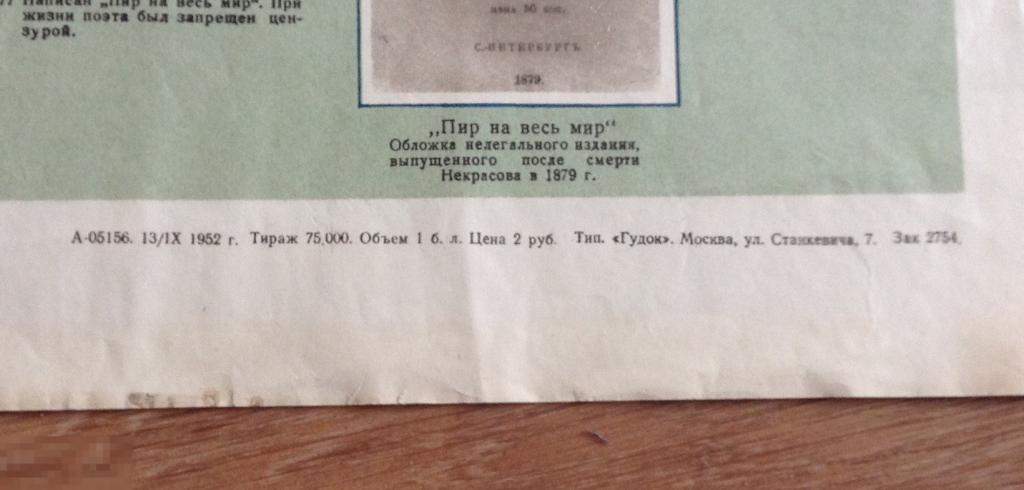 Написан „Пир на весь мир“. При
жизни поэта был запрещен цен-
зурой.
цена 30 коп.
С.-ПЕТЕРБУРГЪ
1879.
„Пир на весь мир“
Обложка нелегального издания,
выпущенного после смерти
Некрасова в 1879 г.
А-05156. 13/IX 1952 г. Тираж 75.000. Объем 1 б. л. Цена 2 руб. Тип. «Гудок». Москва, ул. Станкевича, 7. Зак 2754.